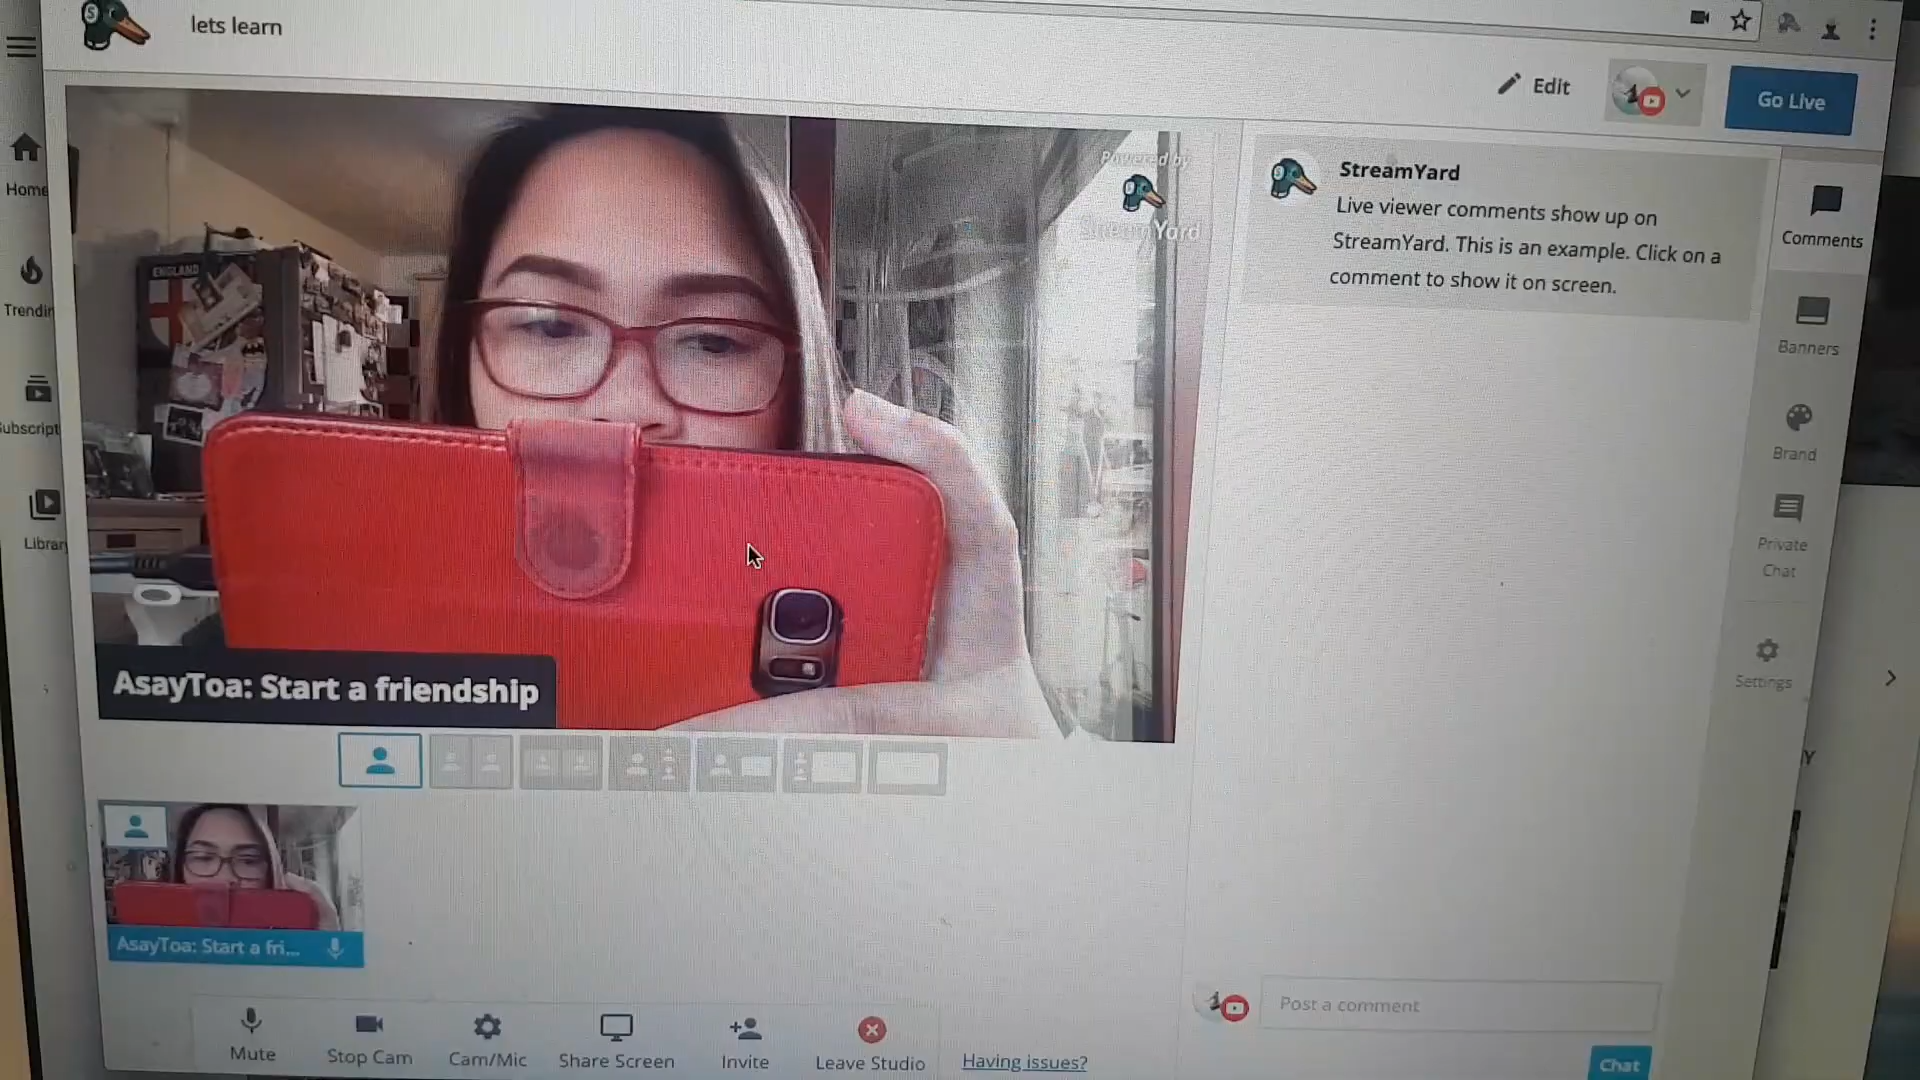 lets learn
Edit
Go Live
Home
Subscript
Library
ENGLAND
Powered by
StreamYard
AsayToa: Start a friendship
StreamYard
Live viewer comments show up on
StreamYard. This is an example. Click on a
comment to show it on screen.
Comments
Banners
Brand
Private
Chat
Settings
AsayToa: Start a fri...
Mute
Stop Cam
Cam/Mic
Share Screen
Invite
Leave Studio
Having issues?
Post a comment
Chat